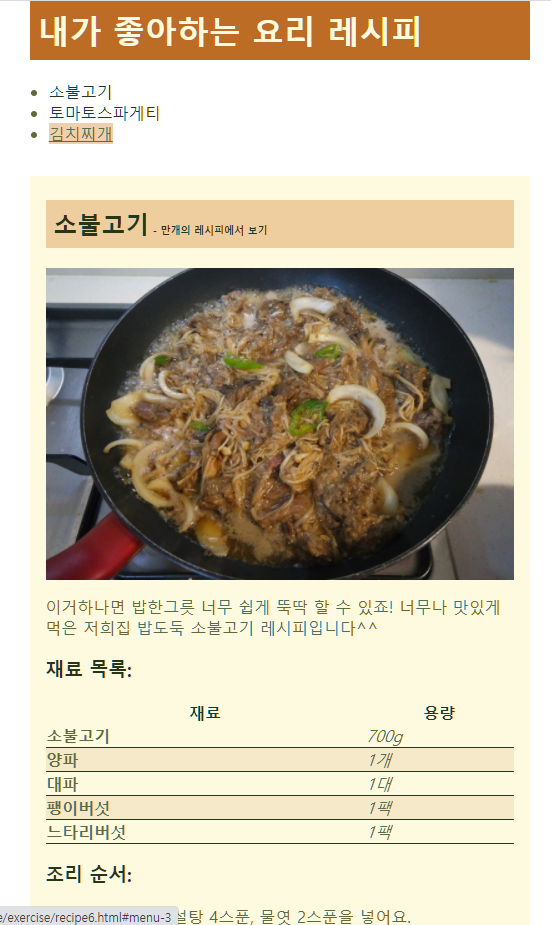 내가 좋아하는 요리 레시피
소불고기
토마토스파게티
김치찌개
소불고기 - 만개의 레시피에서 보기
이거하나면 밥한그릇 너무 쉽게 뚝딱 할 수 있죠! 너무나 맛있게
먹은 저희집 밥도둑 소불고기 레시피입니다^^
재료 목록:
재료 용량
소불고기 700g
양파 1개
대파 1대
팽이버섯 1팩
느타리버섯 1팩
조리 순서:
설탕 4스푼, 물엿 2스푼을 넣어요.
e/exercise/recipe6.html#menu-3